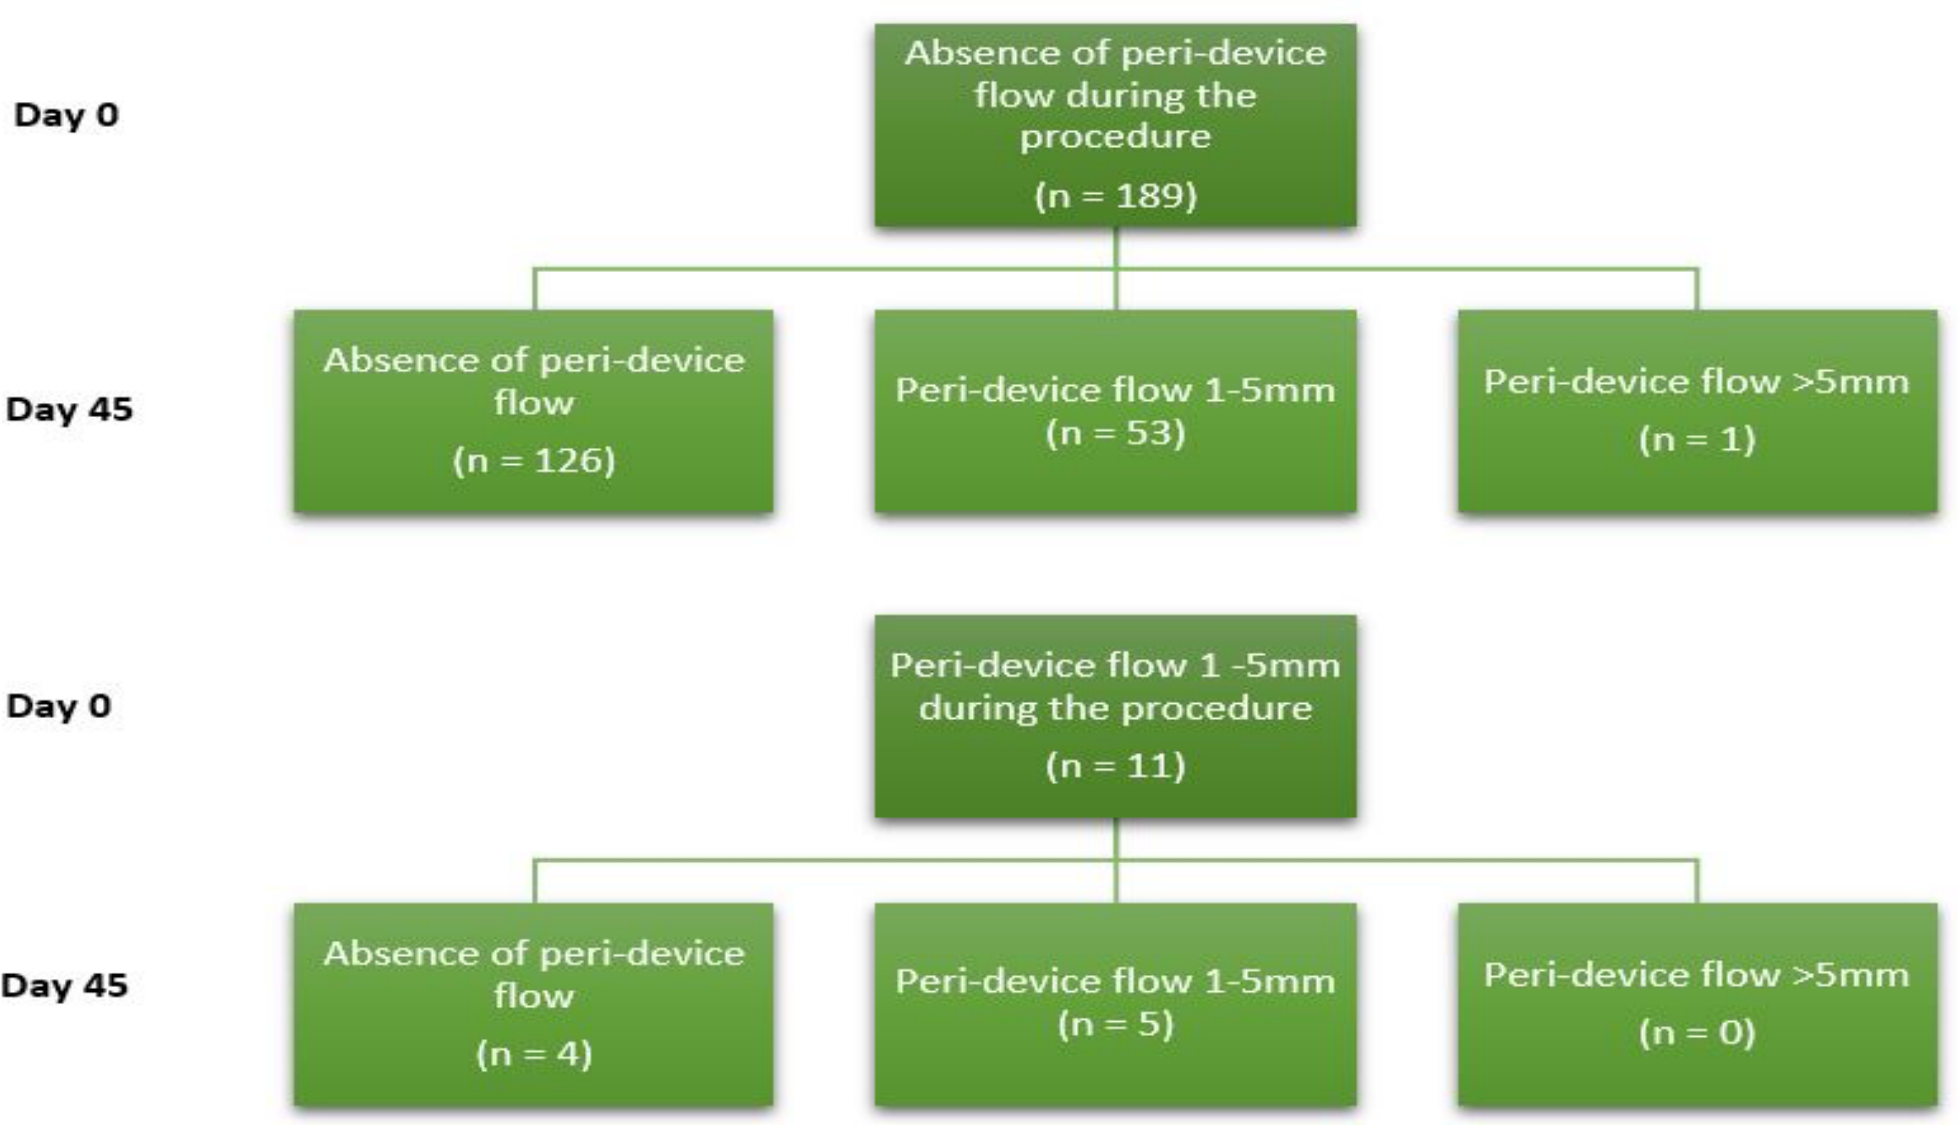 Day 0
Absence of peri-device
flow during the
procedure
(n = 189)
Day 45
Absence of peri-device
flow
(n = 126)
Peri-device flow 1-5mm
(n = 53)
Peri-device flow >5mm
(n = 1)
Day 0
Peri-device flow 1 -5mm
during the procedure
(n = 11)
Day 45
Absence of peri-device
flow
(n = 4)
Peri-device flow 1-5mm
(n = 5)
Peri-device flow >5mm
(n = 0)